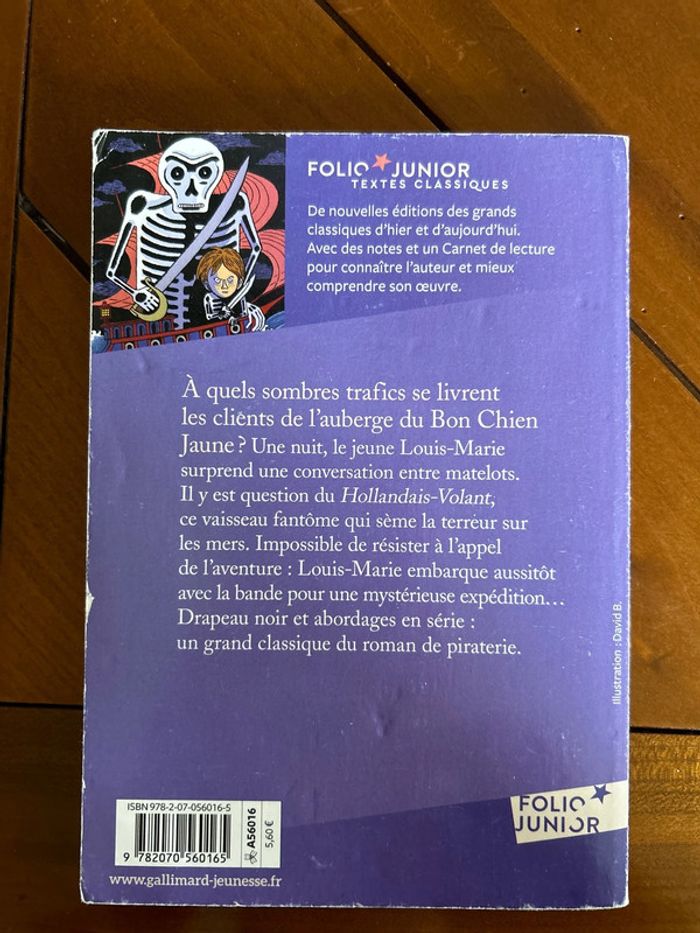 FOLIO JUNIOR
TEXTES CLASSIQUES
De nouvelles éditions des grands
classiques d'hier et d'aujourd'hui.
Avec des notes et un Carnet de lecture
pour connaître l'auteur et mieux
comprendre son œuvre.
À quels sombres trafics se livrent
les clients de l'auberge du Bon Chien
Jaune ? Une nuit, le jeune Louis-Marie
surprend une conversation entre matelots.
Il y est question du Hollandais-Volant,
ce vaisseau fantôme qui sème la terreur sur
les mers. Impossible de résister à l'appel
de l'aventure : Louis-Marie embarque aussitôt
avec la bande pour une mystérieuse expédition…
Drapeau noir et abordages en série :
un grand classique du roman de piraterie.
Illustration : David B.
ISBN 978-2-07-056016-5
9 782070 560165
A56016
5,60 €
www.gallimard-jeunesse.fr
FOLIO
JUNIOR